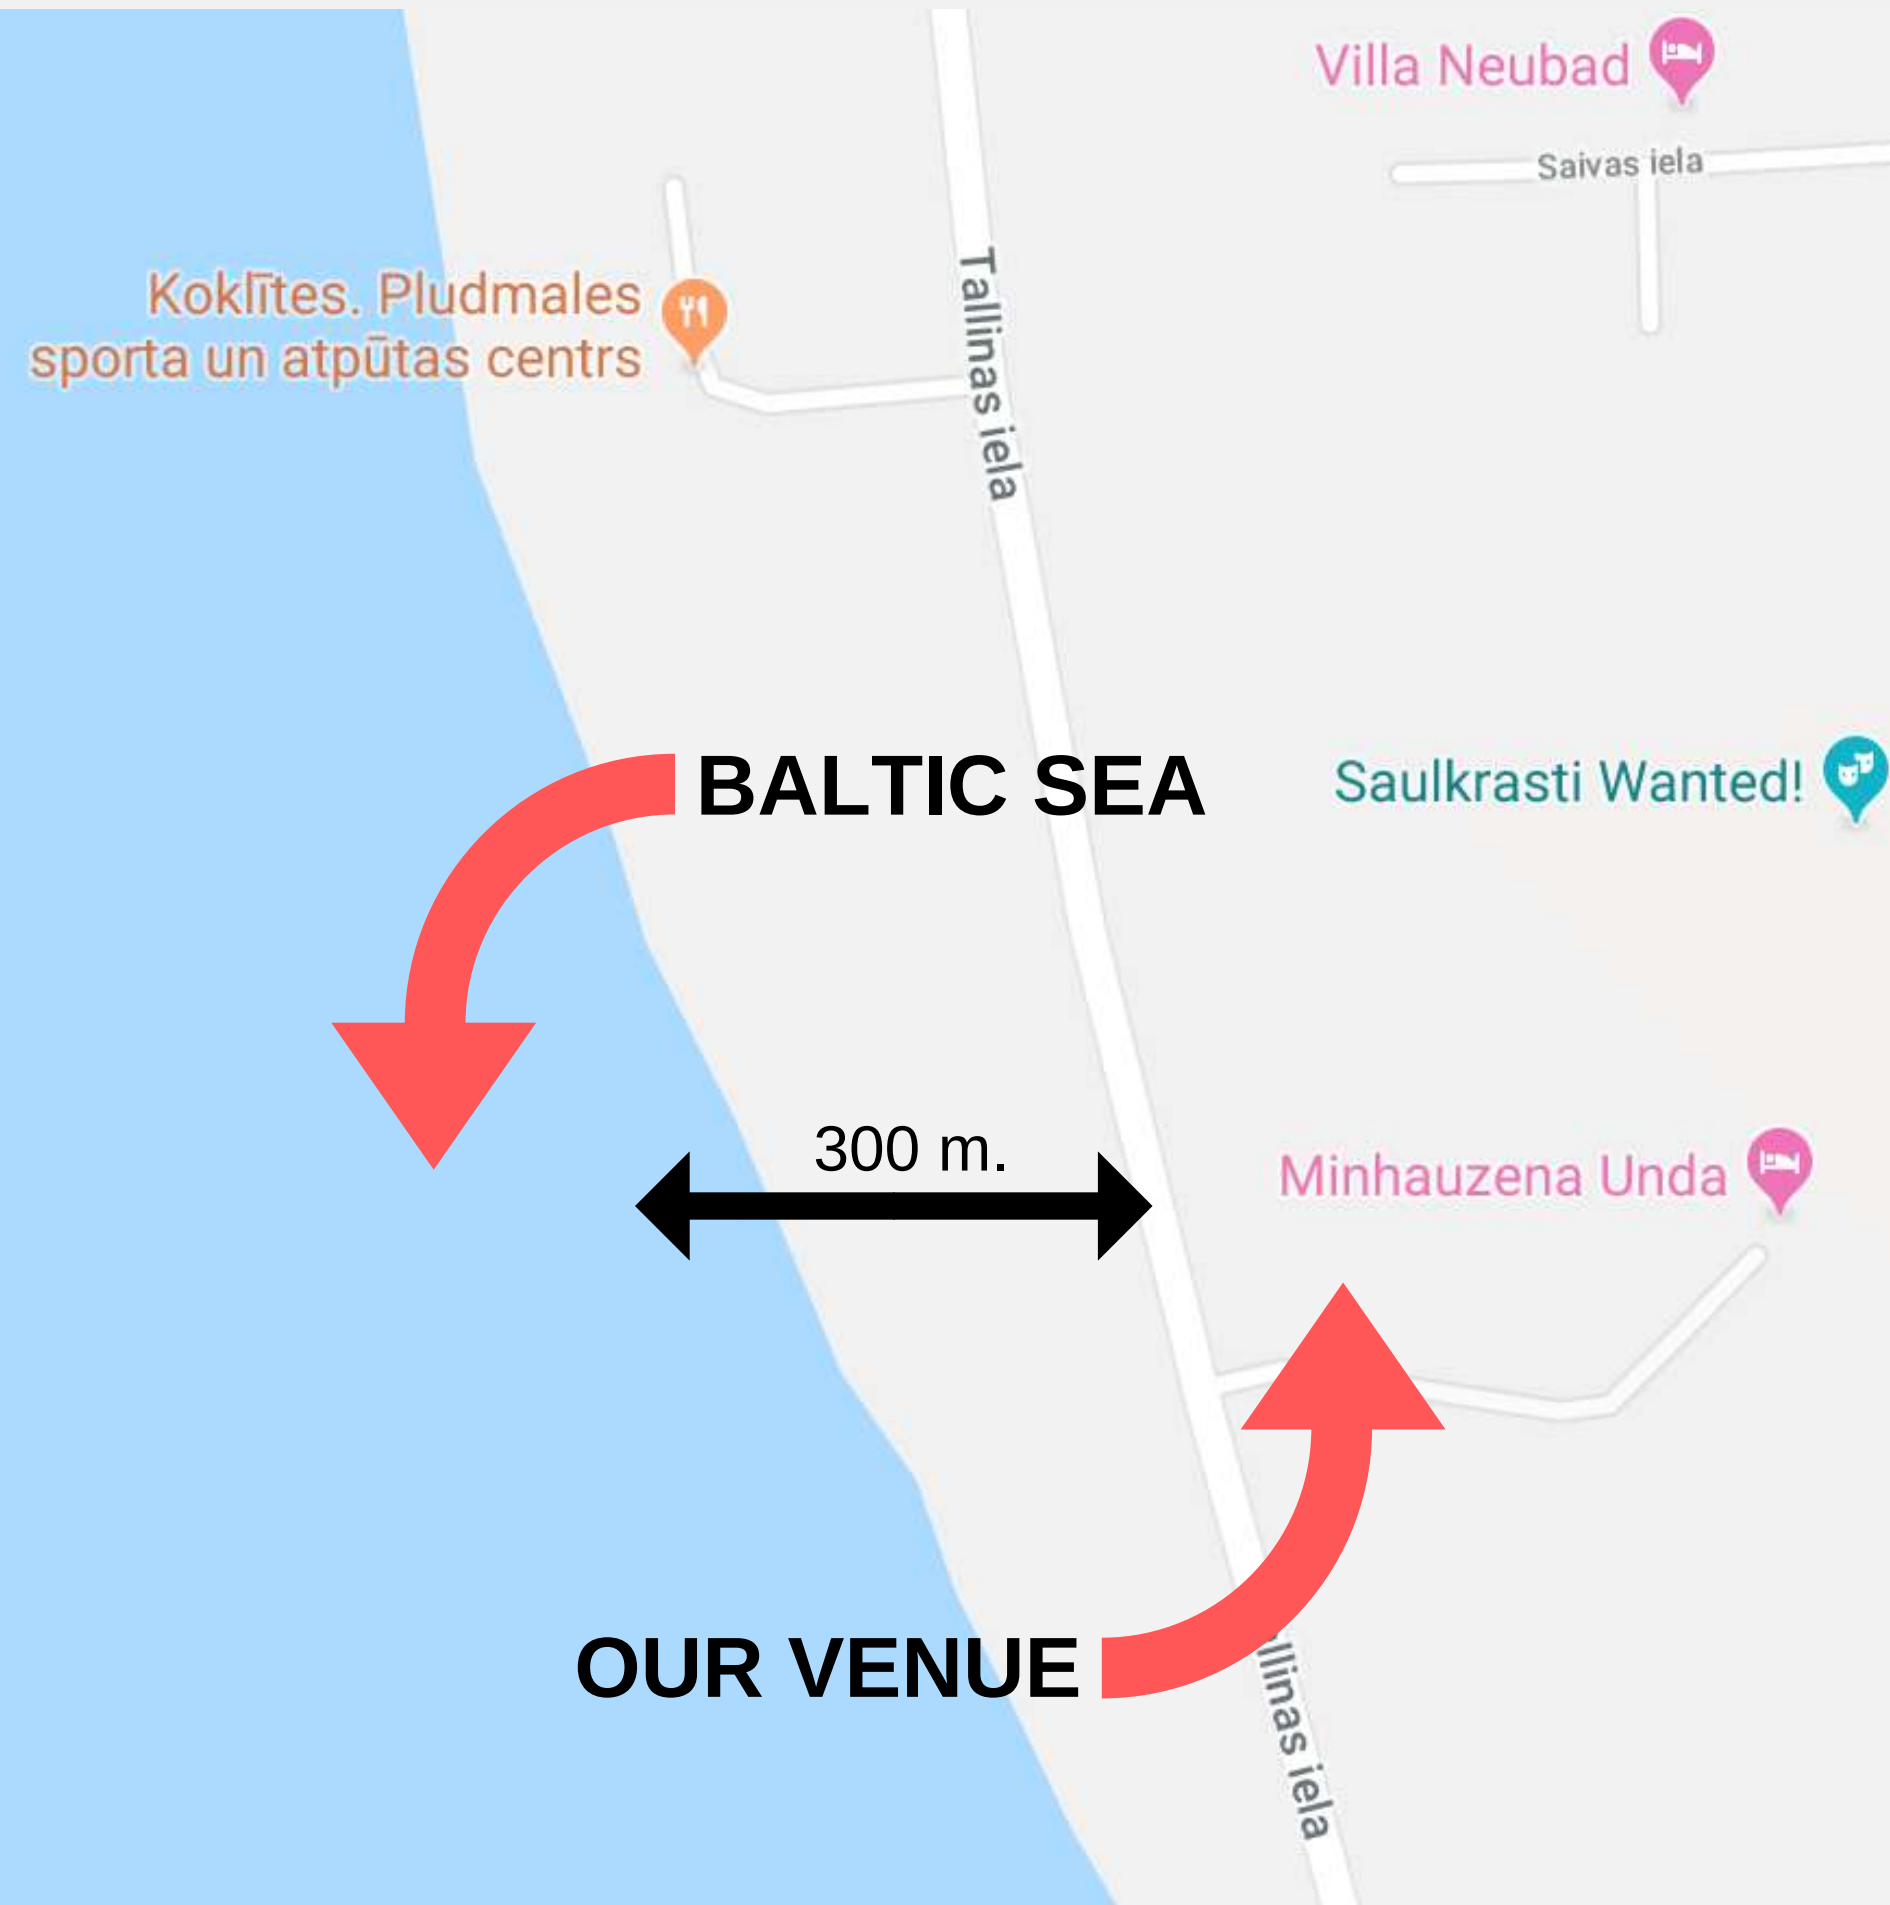 Villa Neubad
Saivas iela
Koklītes. Pludmales
sporta un atpūtas centrs
Tallinas iela
BALTIC SEA
Saulkrasti Wanted!
300 m.
Minhauzena Unda
OUR VENUE
llinas iela